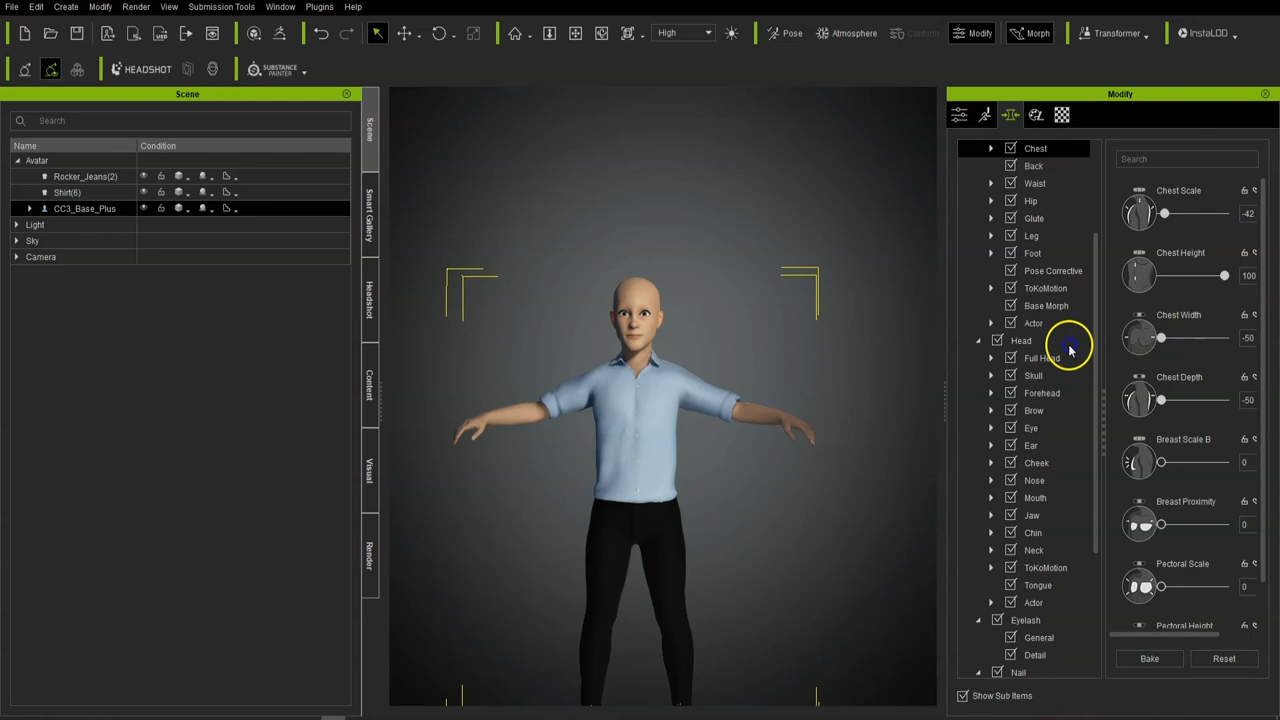 File Edit Create Modify Render View Submission Tools Window Plugins Help
High Pose Atmosphere Conform Modify Morph Transformer InstaLOD
HEADSHOT SUBSTANCE PAINTER
Scene
Search
Name Condition
Avatar
Rocker_Jeans(2)
Shirt(6)
CC3_Base_Plus
Light
Sky
Camera
Scene
Smart Gallery
Headshot
Content
Visual
Render
Modify
Chest
Back
Waist
Hip
Glute
Leg
Foot
Pose Corrective
ToKoMotion
Base Morph
Actor
Head
Full Head
Skull
Forehead
Brow
Eye
Ear
Cheek
Nose
Mouth
Jaw
Chin
Neck
ToKoMotion
Tongue
Actor
Eyelash
General
Detail
Nail
Show Sub Items
Search
Chest Scale
-42
Chest Height
100
Chest Width
-50
Chest Depth
-50
Breast Scale B
0
Breast Proximity
0
Pectoral Scale
0
Pectoral Height
Bake Reset